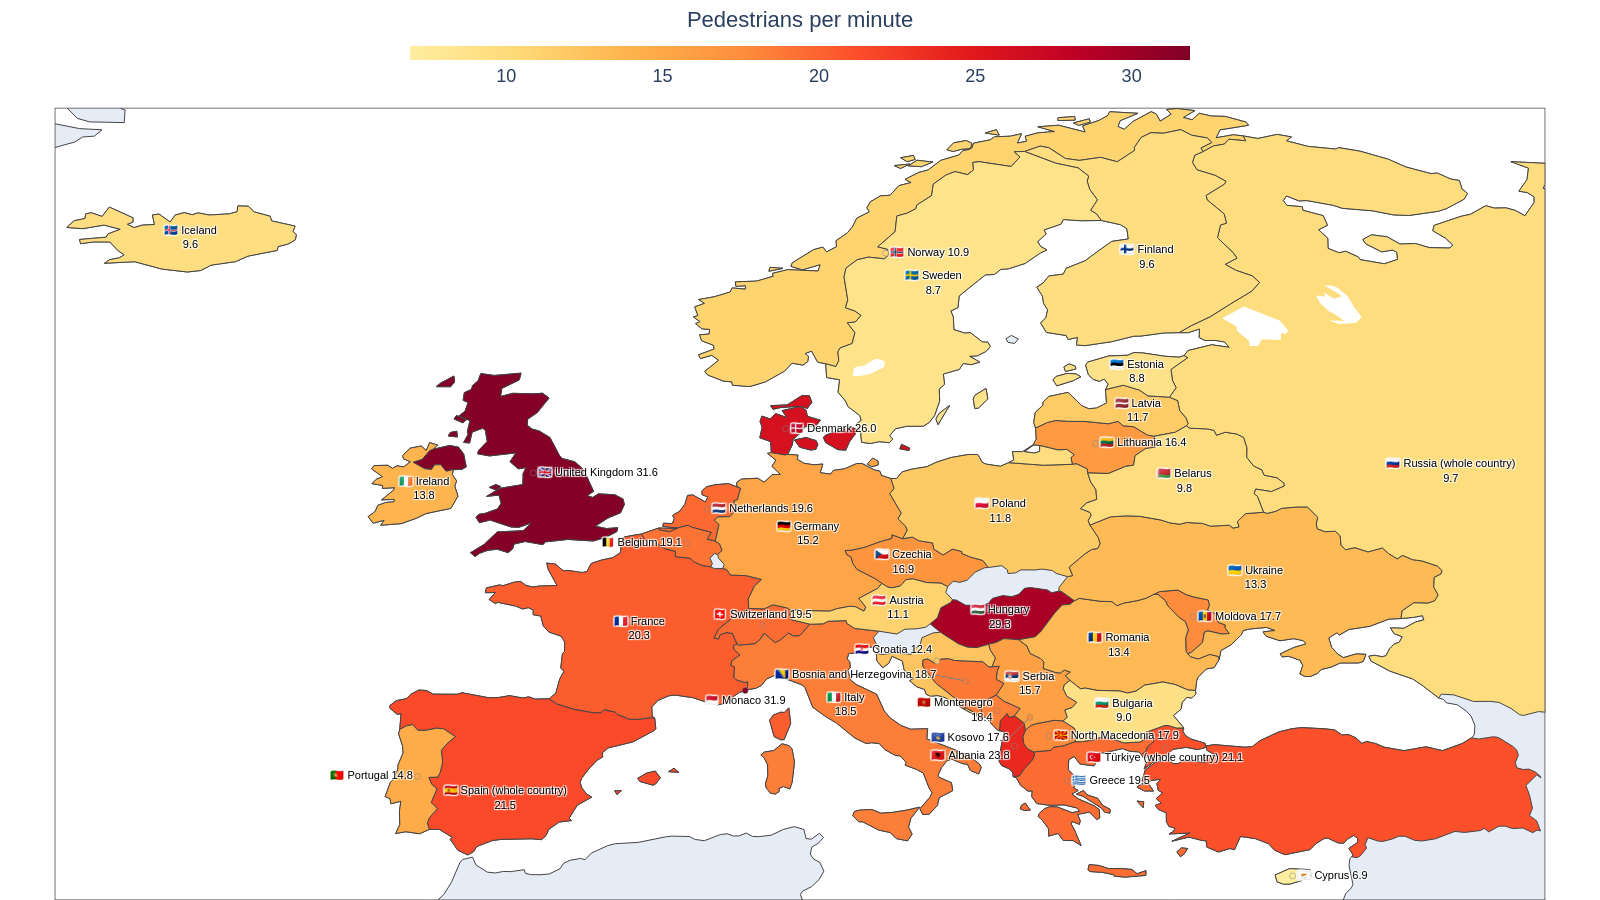 Pedestrians per minute
10 15 20 25 30
Iceland
9.6
Norway 10.9
Finland
9.6
Sweden
8.7
Estonia
8.8
Latvia
11.7
Denmark 26.0
Lithuania 16.4
Russia (whole country)
9.7
United Kingdom 31.6
Belarus
9.8
Ireland
13.8
Poland
11.8
Netherlands 19.6
Germany
15.2
Belgium 19.1
Czechia
16.9
Ukraine
13.3
Austria
11.1
Hungary
29.3
Switzerland 19.5
Moldova 17.7
France
20.3
Romania
13.4
Croatia 12.4
Bosnia and Herzegovina 18.7
Serbia
15.7
Monaco 31.9
Italy
18.5
Montenegro
18.4
Bulgaria
9.0
Kosovo 17.6
North Macedonia 17.9
Albania 23.8
Türkiye (whole country) 21.1
Portugal 14.8
Greece 19.5
Spain (whole country)
21.5
Cyprus 6.9